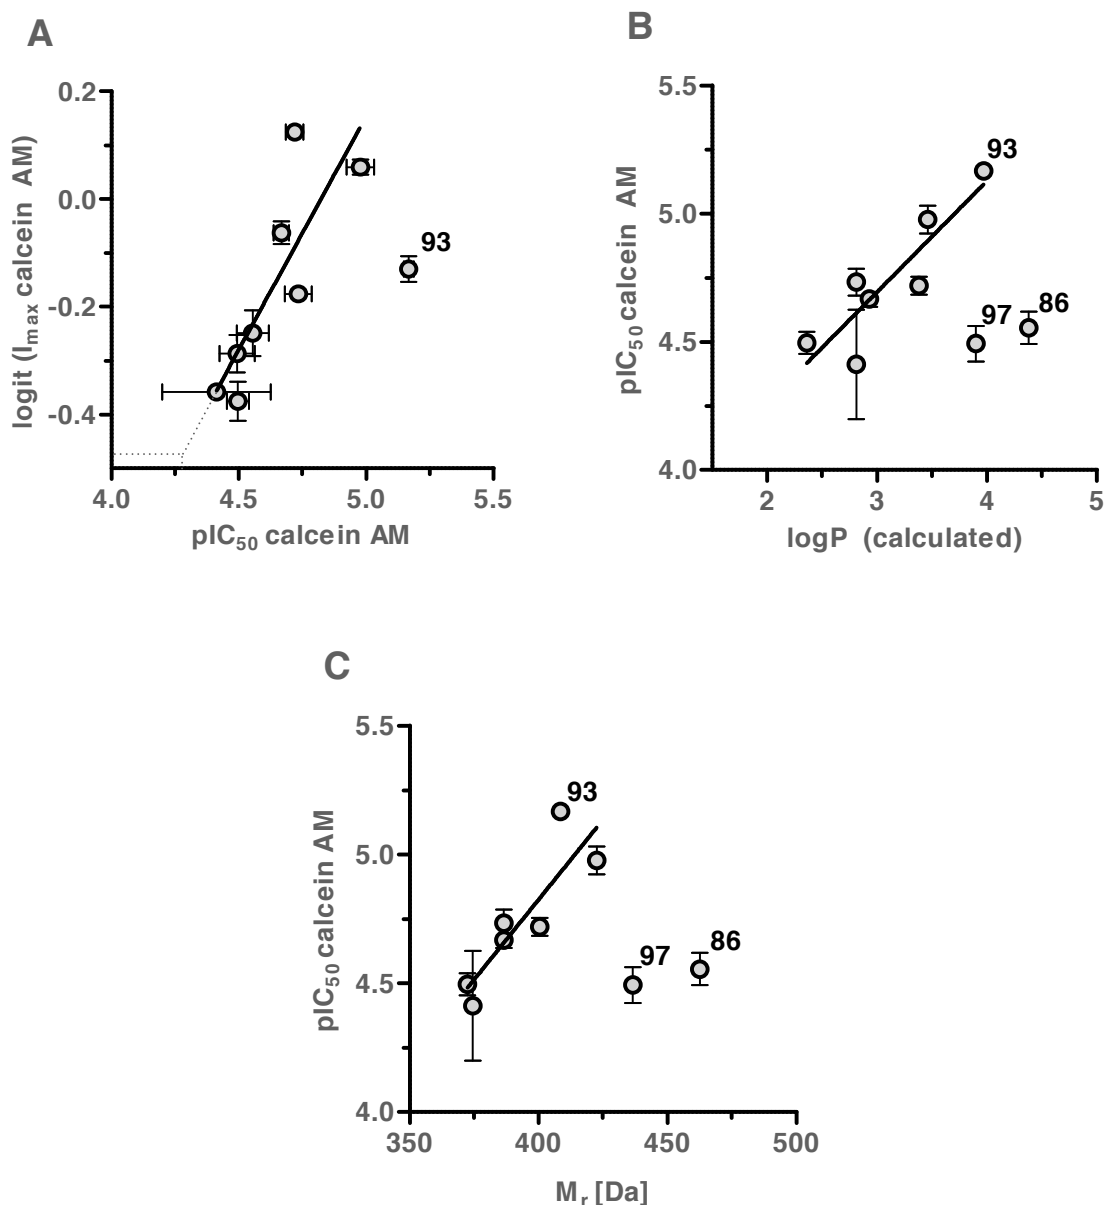 A
0.2
0.0
-0.2
-0.4
logit (Imax calcein AM)
93
4.0 4.5 5.0 5.5
pIC50 calcein AM
B
5.5
5.0
4.5
4.0
pIC50 calcein AM
93
97 86
2 3 4 5
logP (calculated)
C
5.5
5.0
4.5
4.0
pIC50 calcein AM
93
97 86
350 400 450 500
Mr [Da]